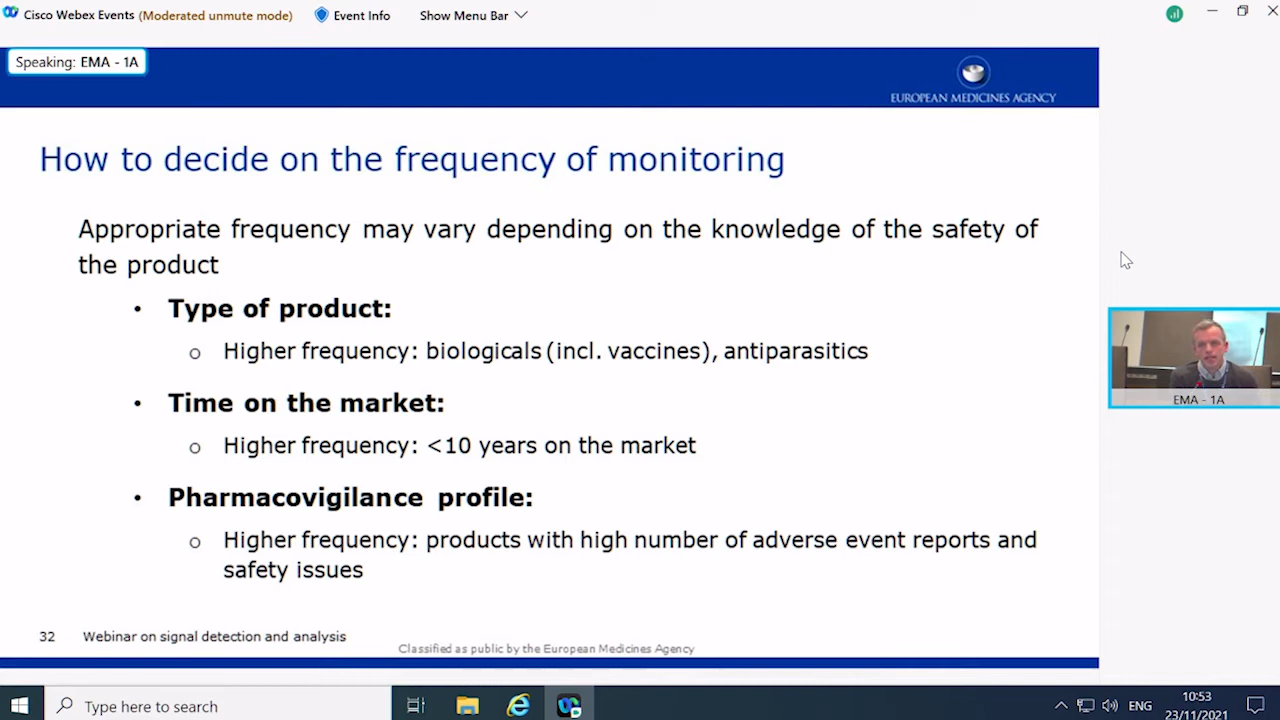 Cisco Webex Events (Moderated unmute mode) Event Info Show Menu Bar
Speaking: EMA - 1A
EUROPEAN MEDICINES AGENCY
How to decide on the frequency of monitoring
Appropriate frequency may vary depending on the knowledge of the safety of
the product
• Type of product:
o Higher frequency: biologicals (incl. vaccines), antiparasitics
• Time on the market:
o Higher frequency: <10 years on the market
• Pharmacovigilance profile:
o Higher frequency: products with high number of adverse event reports and
safety issues
EMA - 1A
32 Webinar on signal detection and analysis
Classified as public by the European Medicines Agency
Type here to search
ENG
10:53
23/11/2021